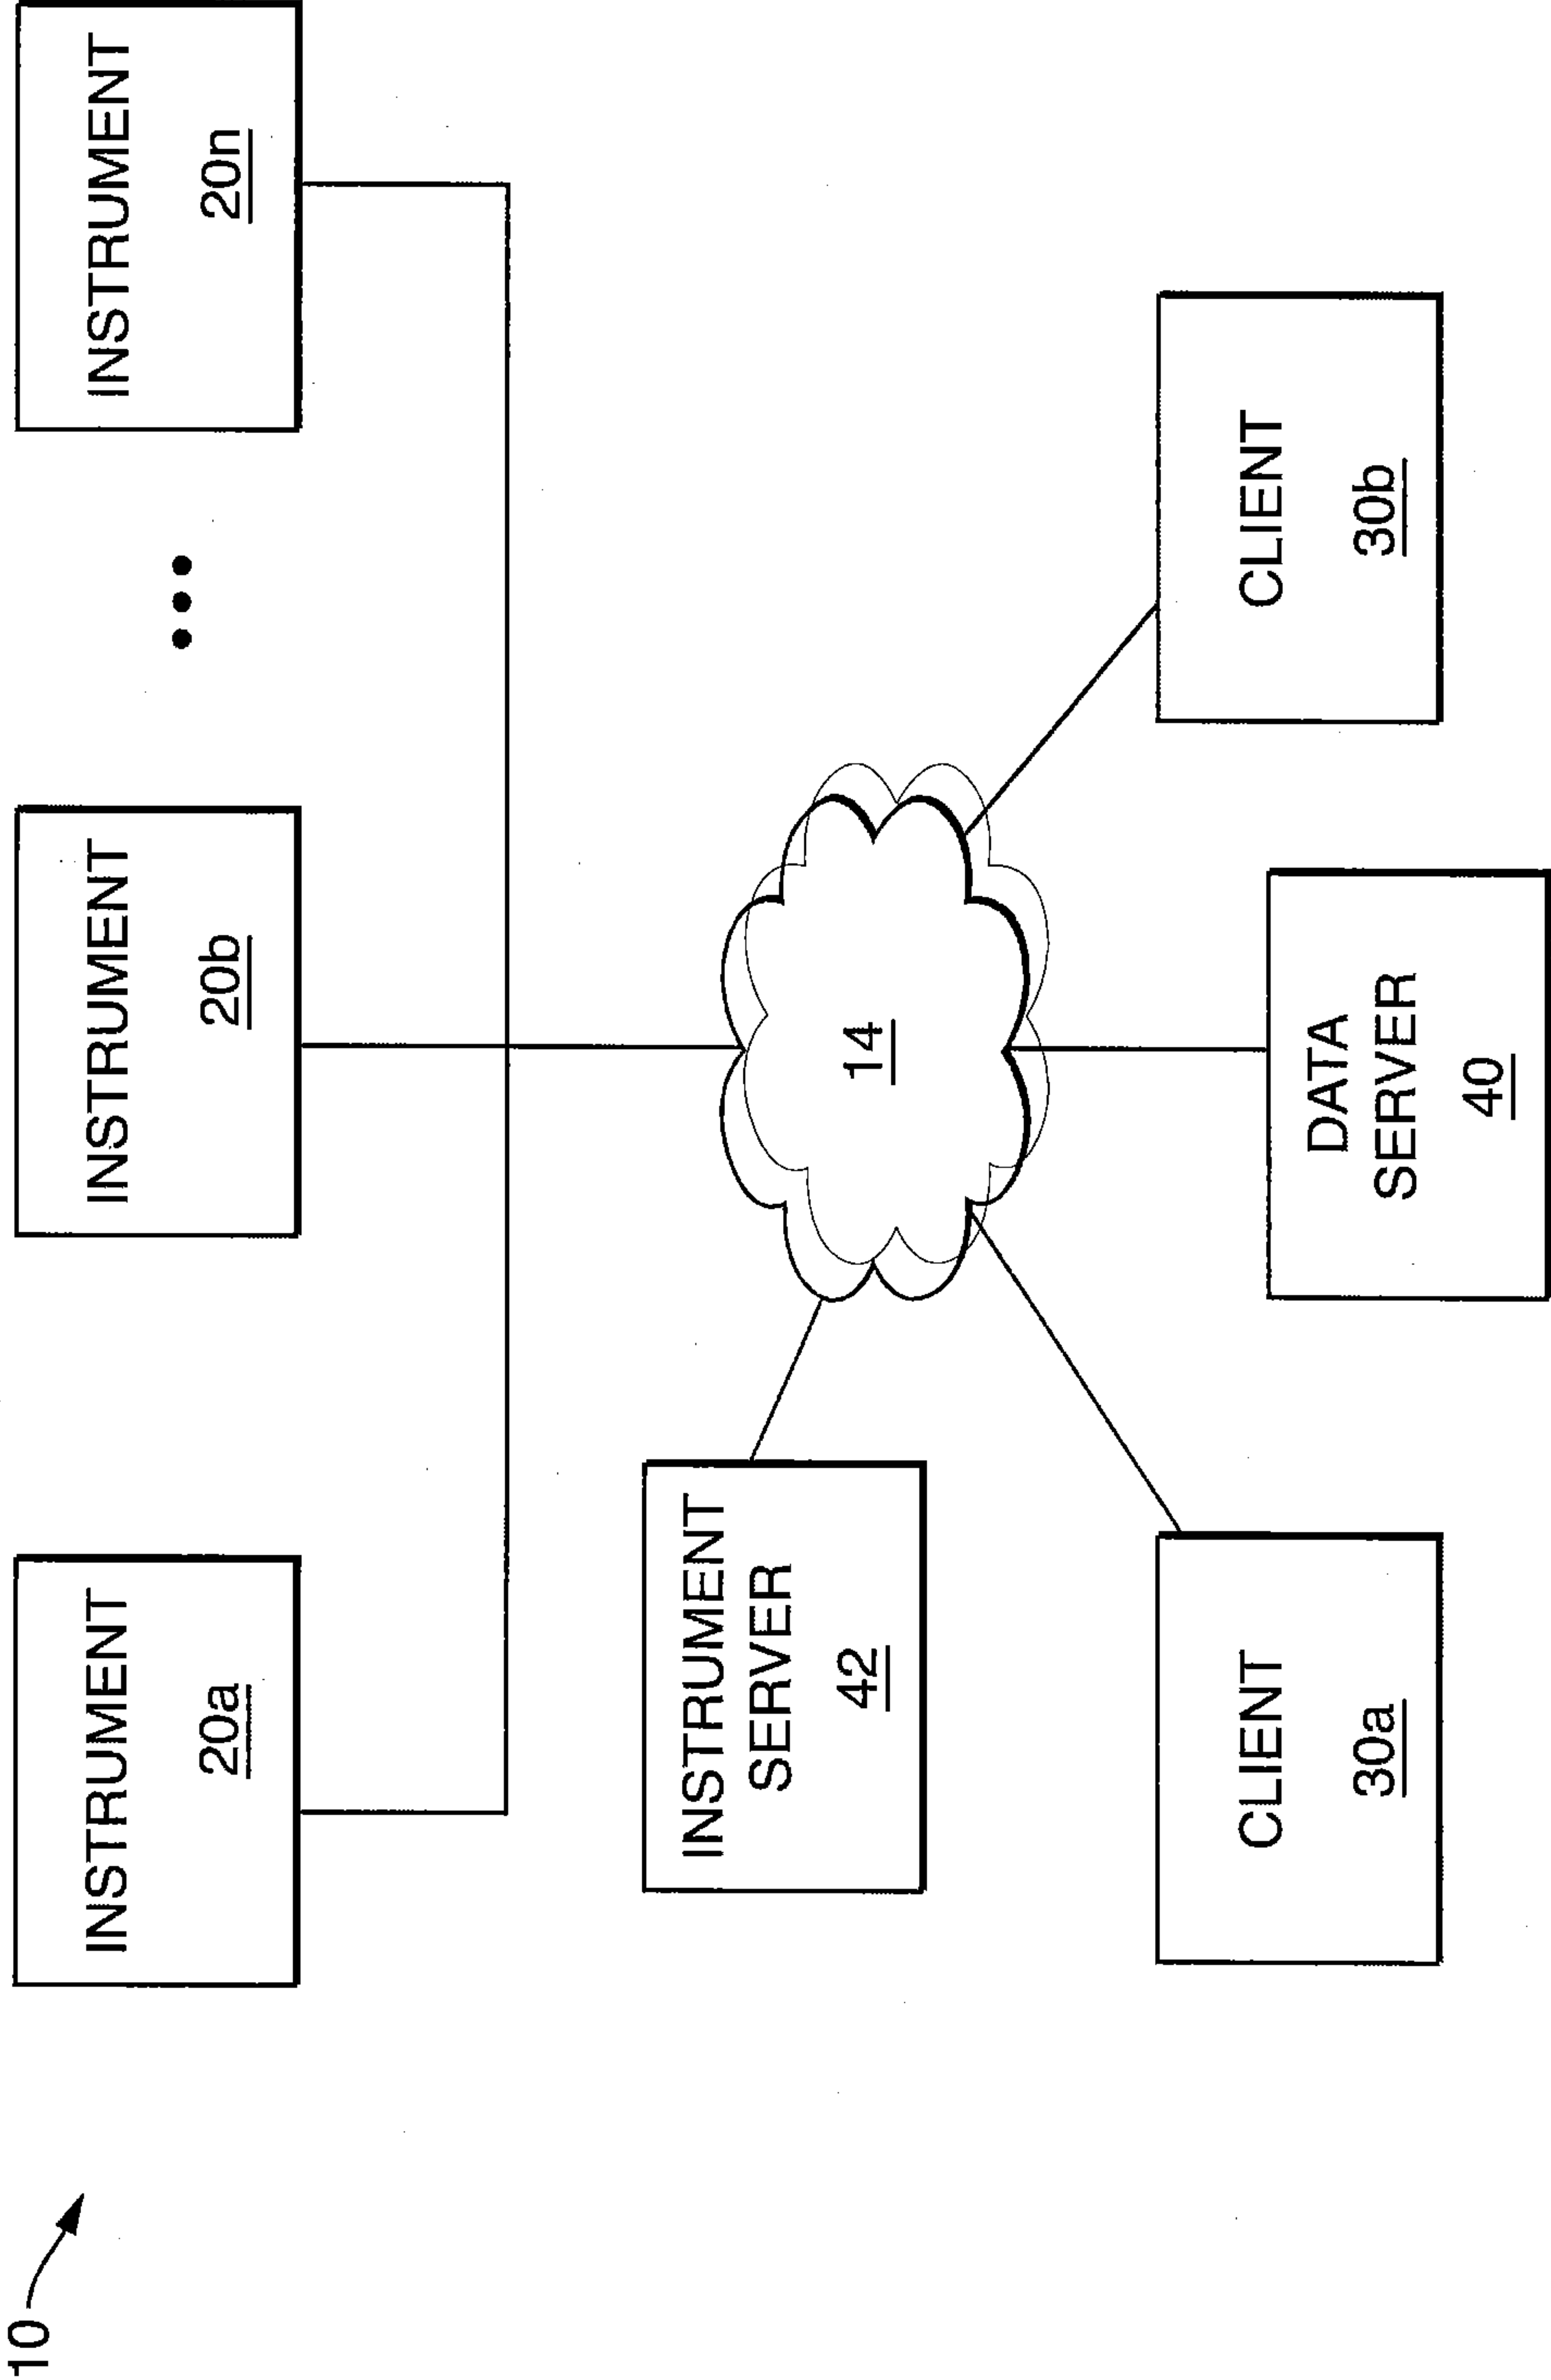 10
INSTRUMENT
20a
INSTRUMENT
20b
INSTRUMENT
20n
INSTRUMENT
SERVER
42
14
CLIENT
30a
DATA
SERVER
40
CLIENT
30b